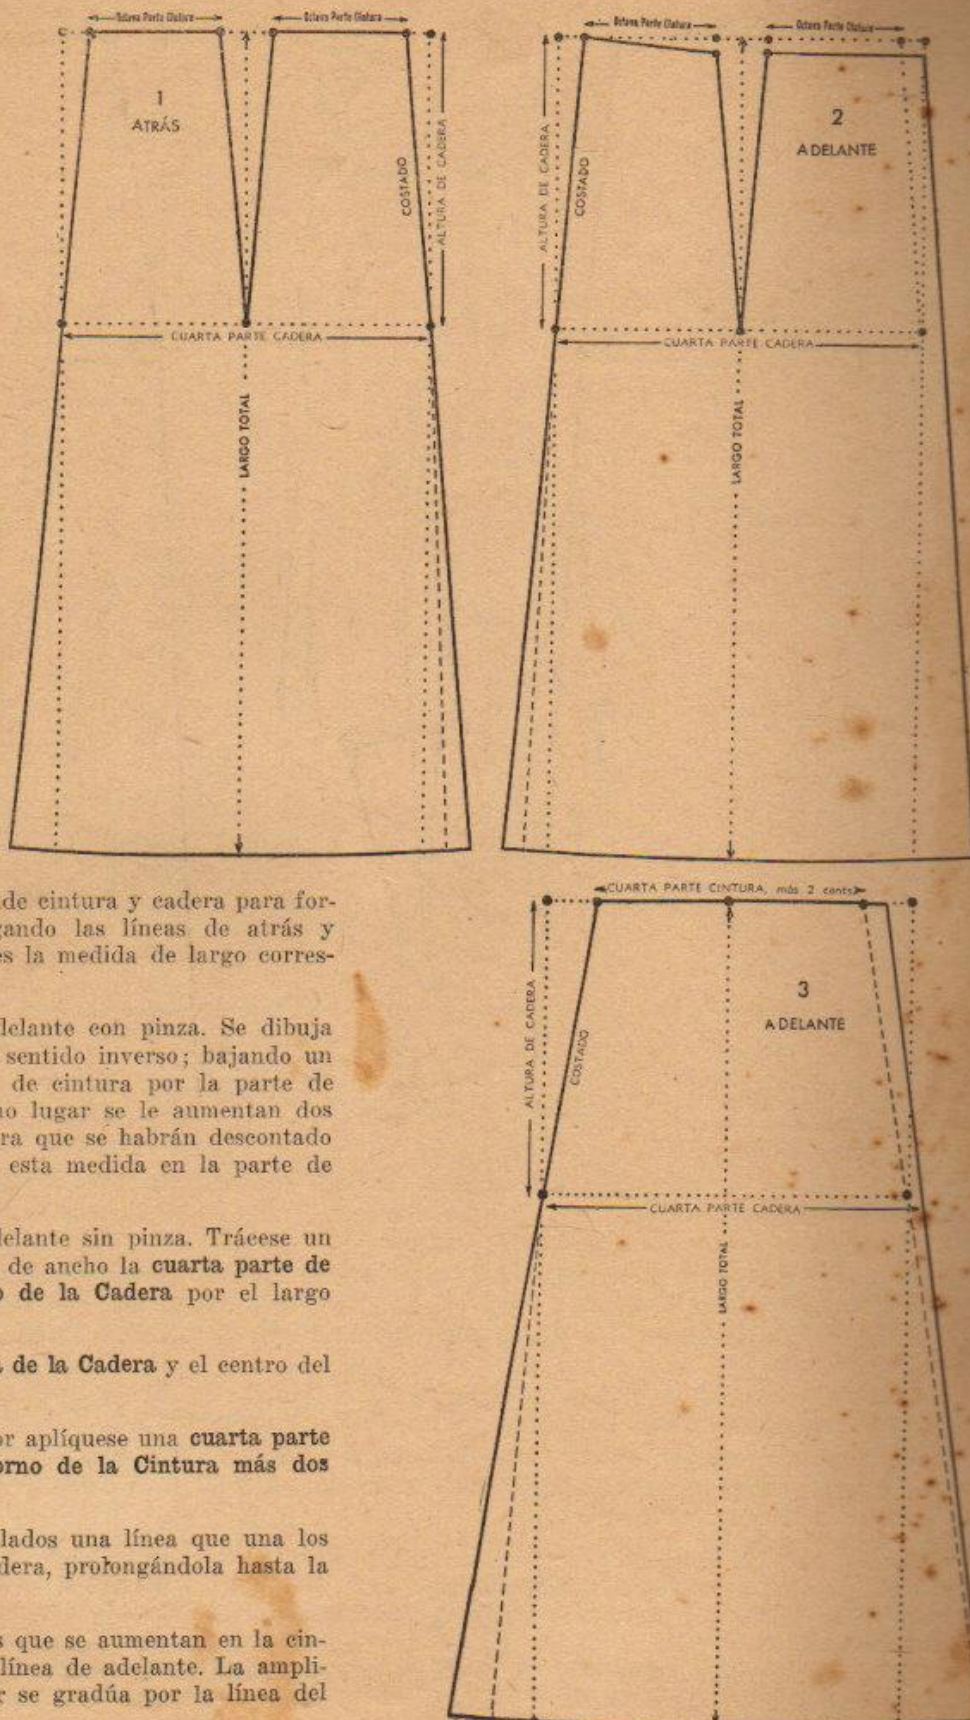 Octava Parte Cintura
Octava Parte Cintura
1
ATRÁS
COSTADO
ALTURA DE CADERA
CUARTA PARTE CADERA
LARGO TOTAL
Octava Parte Cintura
Octava Parte Cintura
2
ADELANTE
ALTURA DE CADERA
COSTADO
CUARTA PARTE CADERA
LARGO TOTAL
de cintura y cadera para for-
gando las líneas de atrás y
es la medida de largo corres-
delante con pinza. Se dibuja
sentido inverso; bajando un
de cintura por la parte de
no lugar se le aumentan dos
ra que se habrán descontado
esta medida en la parte de
delante sin pinza. Trácese un
de ancho la cuarta parte de
o de la Cadera por el largo
a de la Cadera y el centro del
or aplíquese una cuarta parte
orno de la Cintura más dos
lados una línea que una los
dera, prolongándola hasta la
s que se aumentan en la cin-
línea de adelante. La ampli-
r se gradúa por la línea del
CUARTA PARTE CINTURA, más 2 cents
3
ADELANTE
ALTURA DE CADERA
COSTADO
CUARTA PARTE CADERA
LARGO TOTAL